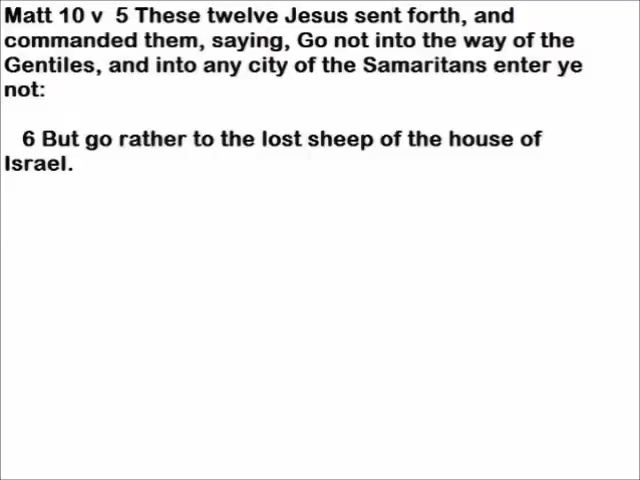 Matt 10 v  5 These twelve Jesus sent forth, and
commanded them, saying, Go not into the way of the
Gentiles, and into any city of the Samaritans enter ye
not:
6 But go rather to the lost sheep of the house of
Israel.